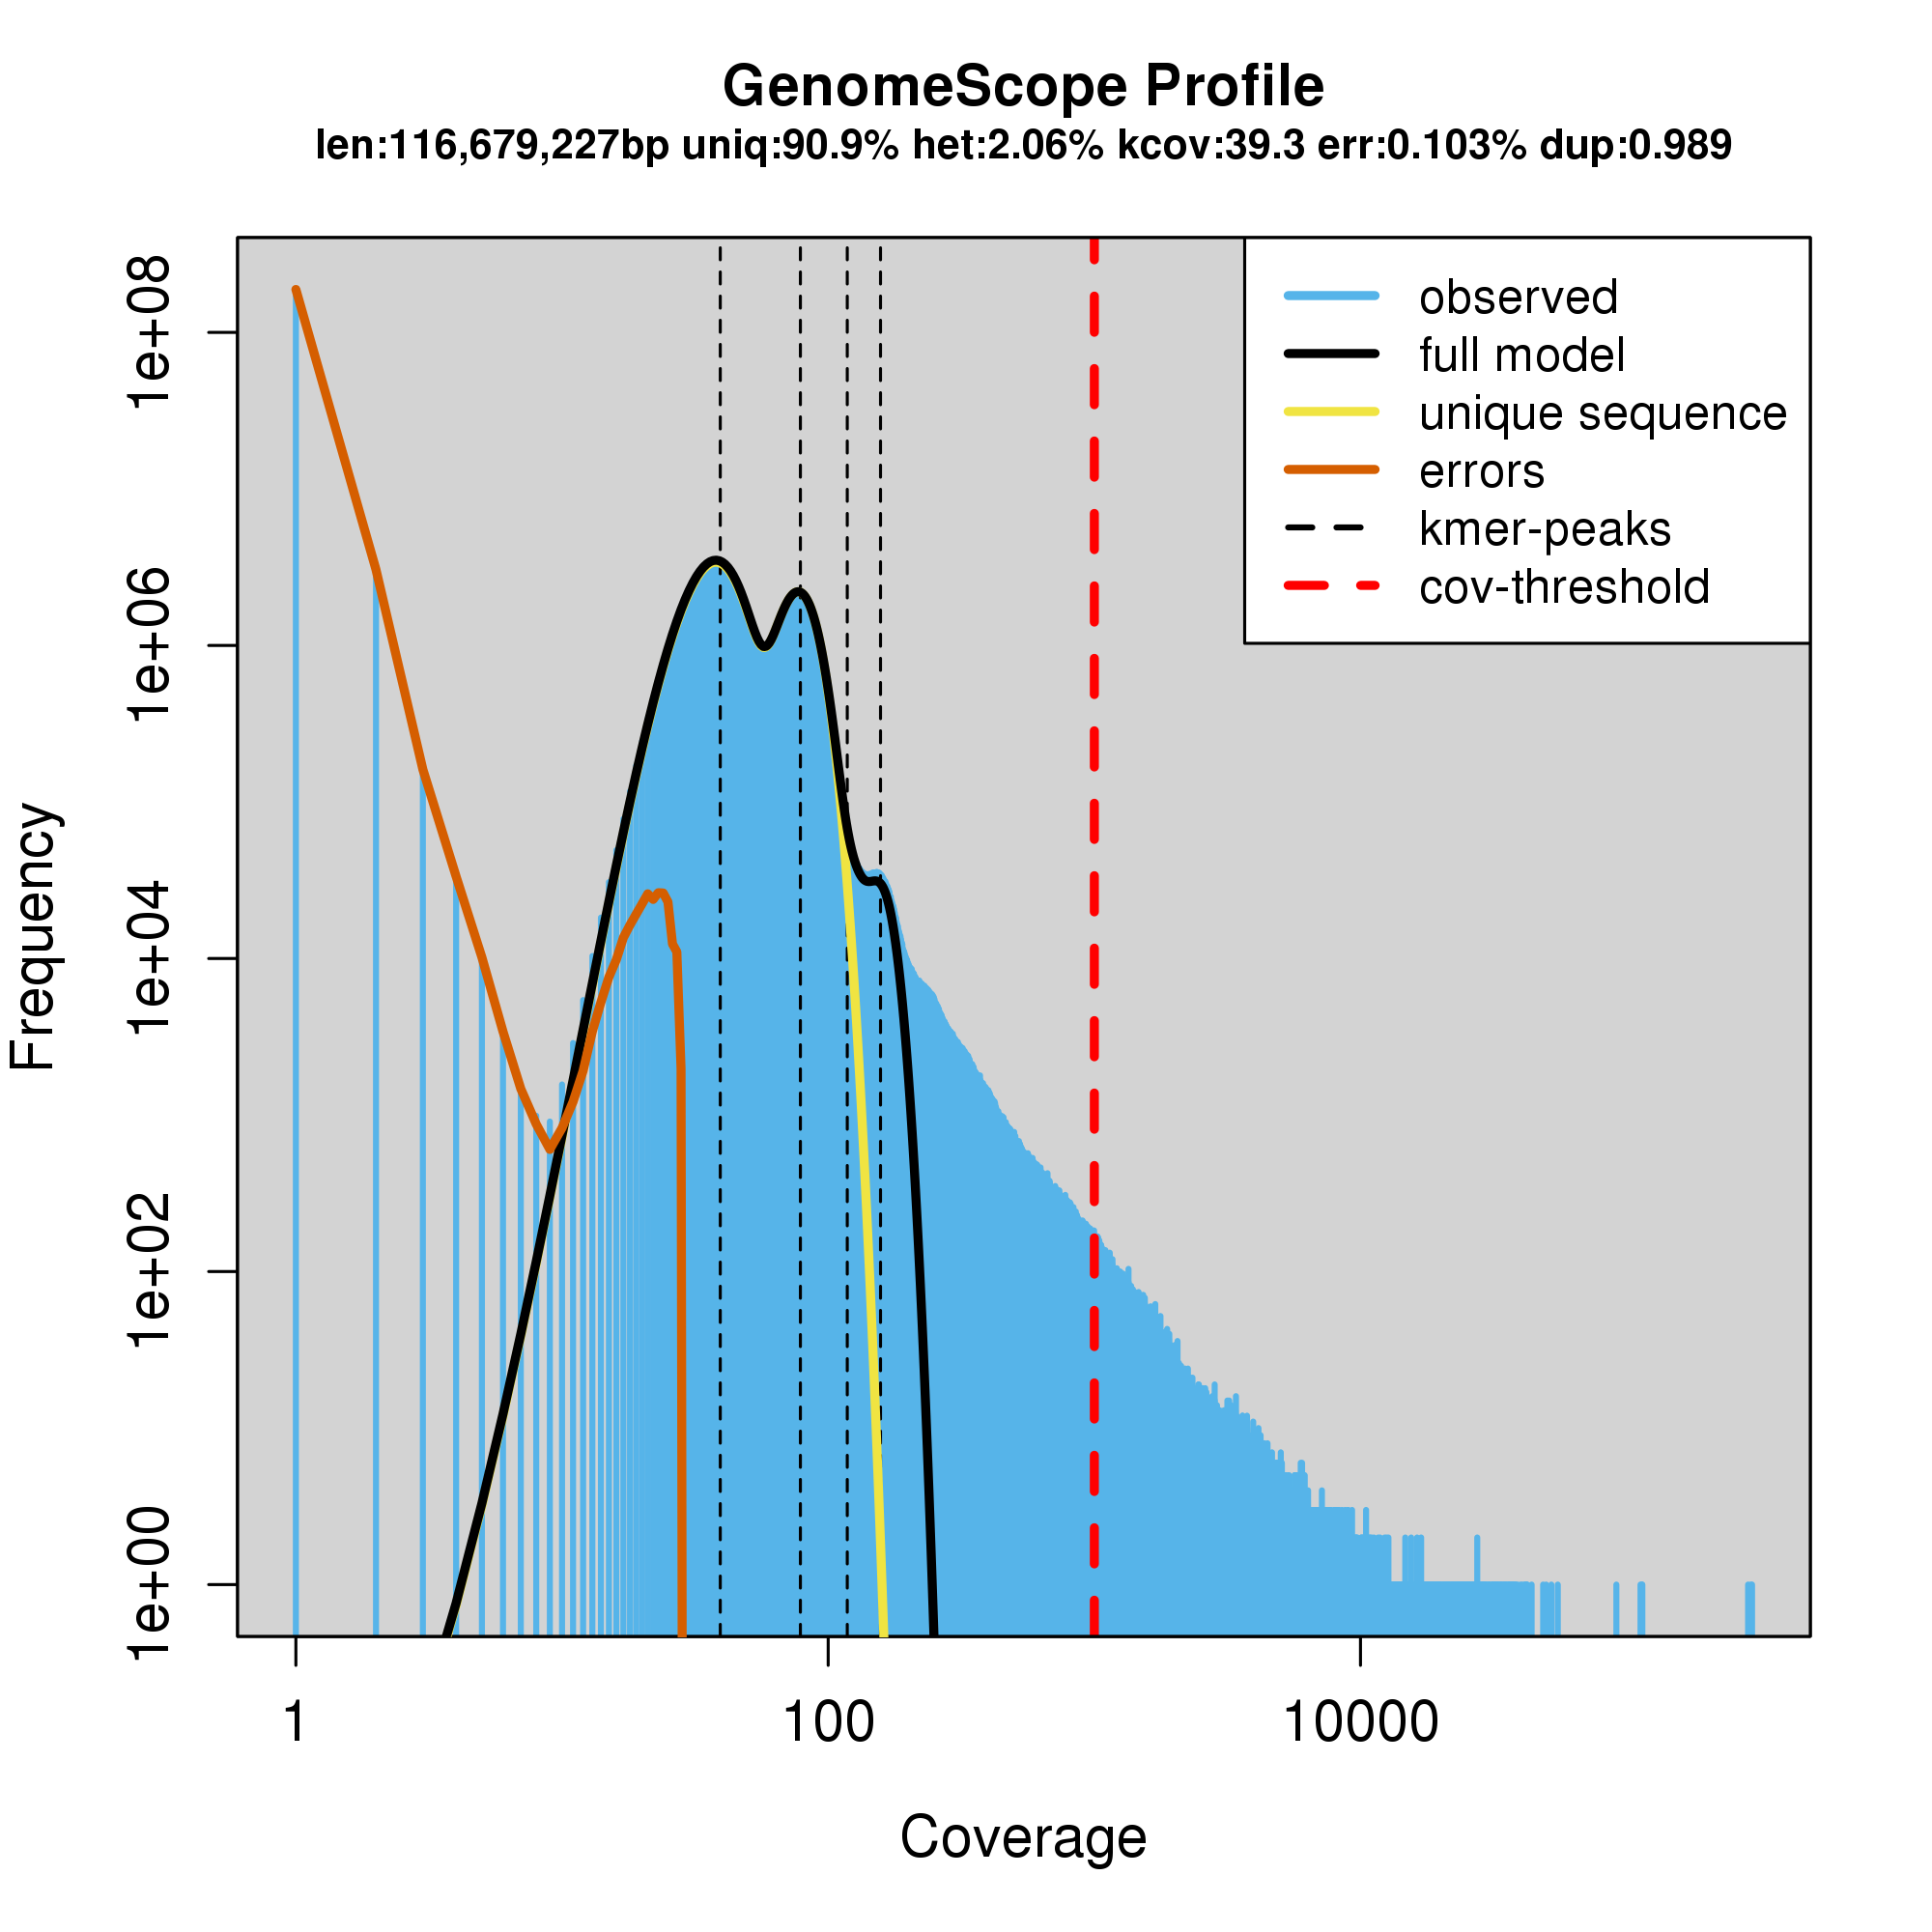 GenomeScope Profile
len:116,679,227bp uniq:90.9% het:2.06% kcov:39.3 err:0.103% dup:0.989
observed
full model
unique sequence
errors
kmer-peaks
cov-threshold
Frequency
1e+08
1e+06
1e+04
1e+02
1e+00
1 100 10000
Coverage